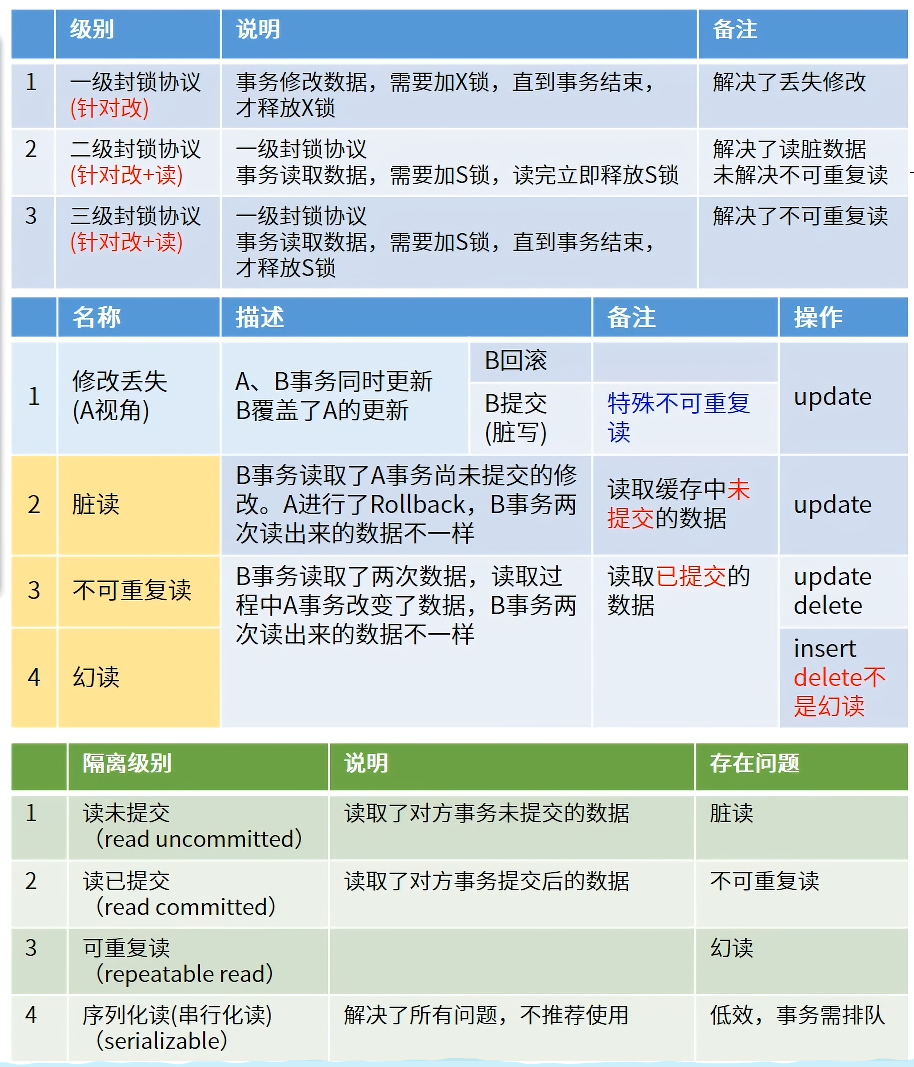 级别 说明 备注
1 一级封锁协议 事务修改数据，需要加X锁，直到事务结束， 解决了丢失修改
(针对改) 才释放X锁
2 二级封锁协议 一级封锁协议 解决了读脏数据
(针对改+读) 事务读取数据，需要加S锁，读完立即释放S锁 未解决不可重复读
3 三级封锁协议 一级封锁协议 解决了不可重复读
(针对改+读) 事务读取数据，需要加S锁，直到事务结束，
才释放S锁
名称 描述 备注 操作
1
修改丢失
(A视角)
A、B事务同时更新
B覆盖了A的更新
B回滚
B提交
(脏写)
特殊不可重复
读
update
2
脏读
B事务读取了A事务尚未提交的修
改。A进行了Rollback，B事务两
次读出来的数据不一样
读取缓存中未
提交的数据
update
3
不可重复读
B事务读取了两次数据，读取过
程中A事务改变了数据，B事务两
次读出来的数据不一样
读取已提交的
数据
update
delete
4
幻读
insert
delete不
是幻读
隔离级别 说明 存在问题
1 读未提交 读取了对方事务未提交的数据 脏读
（read uncommitted）
2 读已提交 读取了对方事务提交后的数据 不可重复读
（read committed）
3 可重复读 幻读
（repeatable read）
4 序列化读(串行化读) 解决了所有问题，不推荐使用 低效，事务需排队
（serializable）